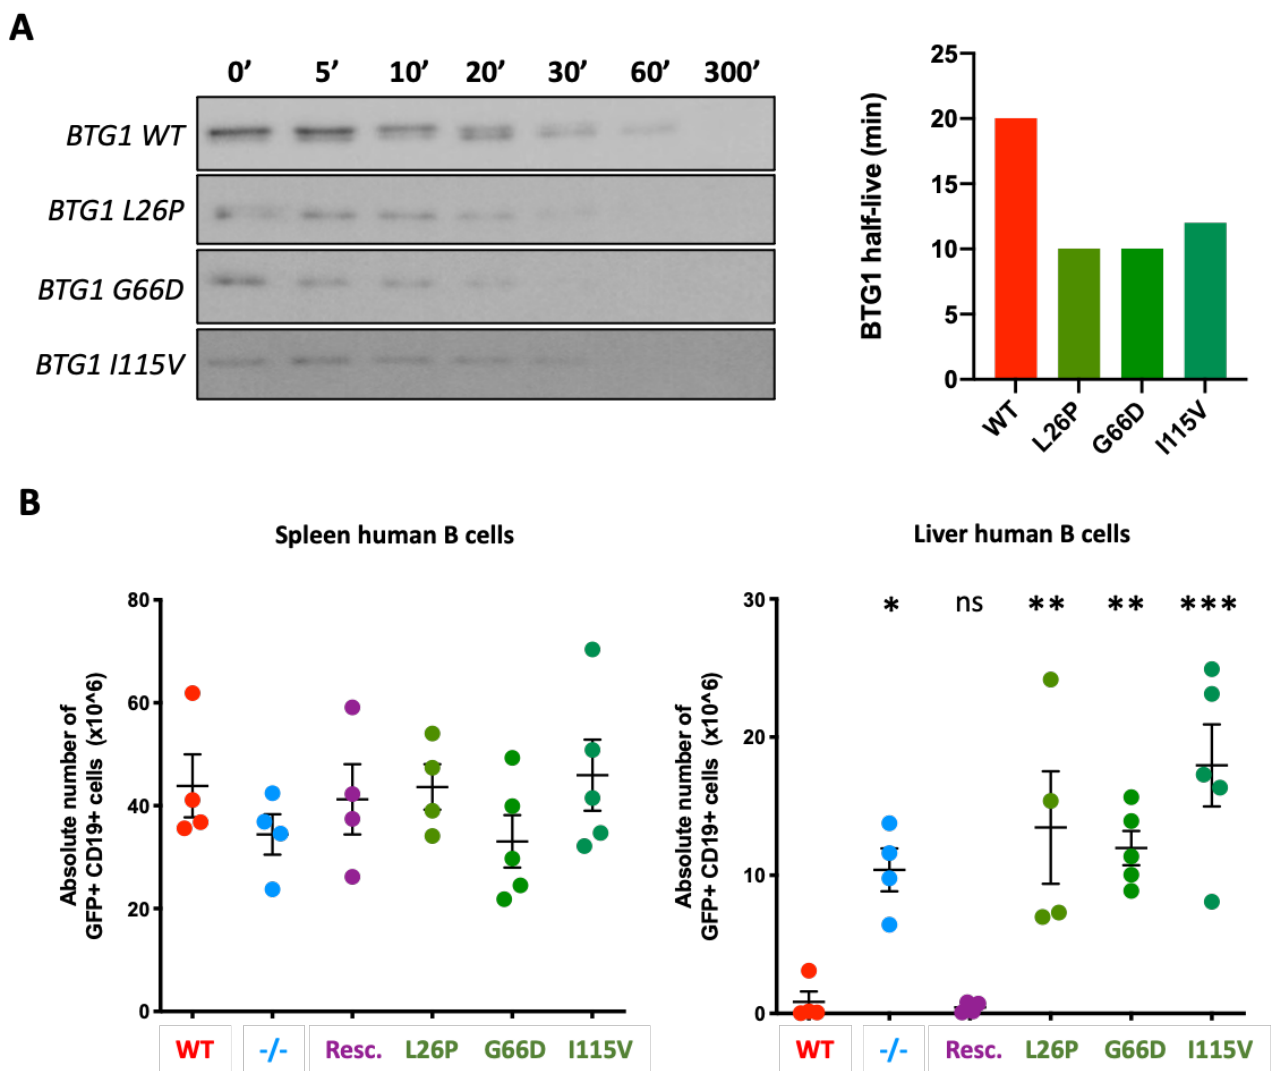 A
0’ 5’ 10’ 20’ 30’ 60’ 300’
BTG1 WT
BTG1 L26P
BTG1 G66D
BTG1 I115V
BTG1 half-live (min)
25
20
15
10
5
0
WT L26P G66D I115V
B
Spleen human B cells
Absolute number of
GFP+ CD19+ cells (x10^6)
80
60
40
20
0
WT -/- Resc. L26P G66D I115V
Liver human B cells
Absolute number of
GFP+ CD19+ cells (x10^6)
30
20
10
0
* ns ** ** ***
WT -/- Resc. L26P G66D I115V